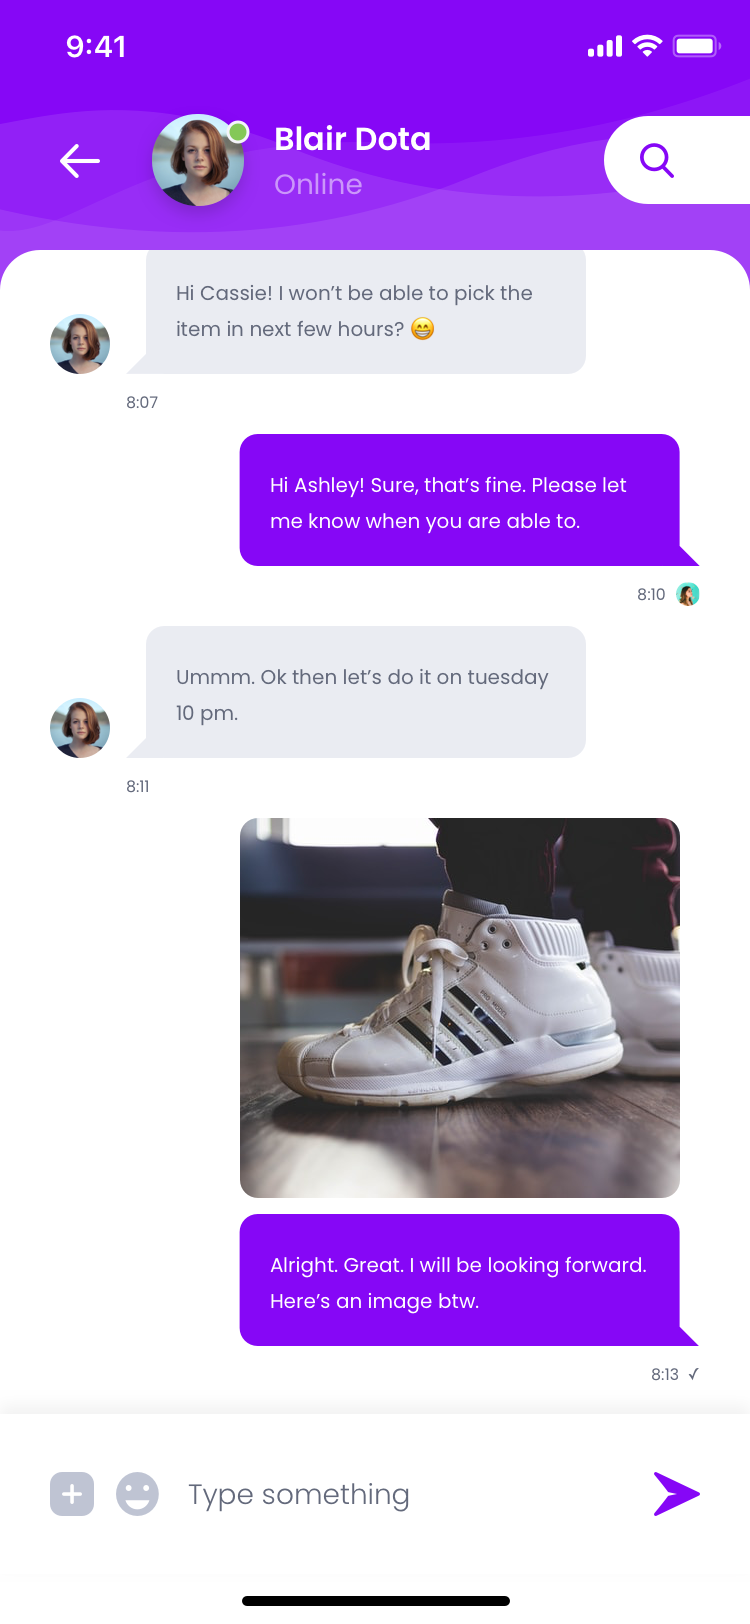 9:41
Blair Dota
Online
Hi Cassie! I won’t be able to pick the
item in next few hours? 😁
8:07
Hi Ashley! Sure, that’s fine. Please let
me know when you are able to.
8:10
Ummm. Ok then let’s do it on tuesday
10 pm.
8:11
PRO MODEL
Alright. Great. I will be looking forward.
Here’s an image btw.
8:13 ✓
Type something